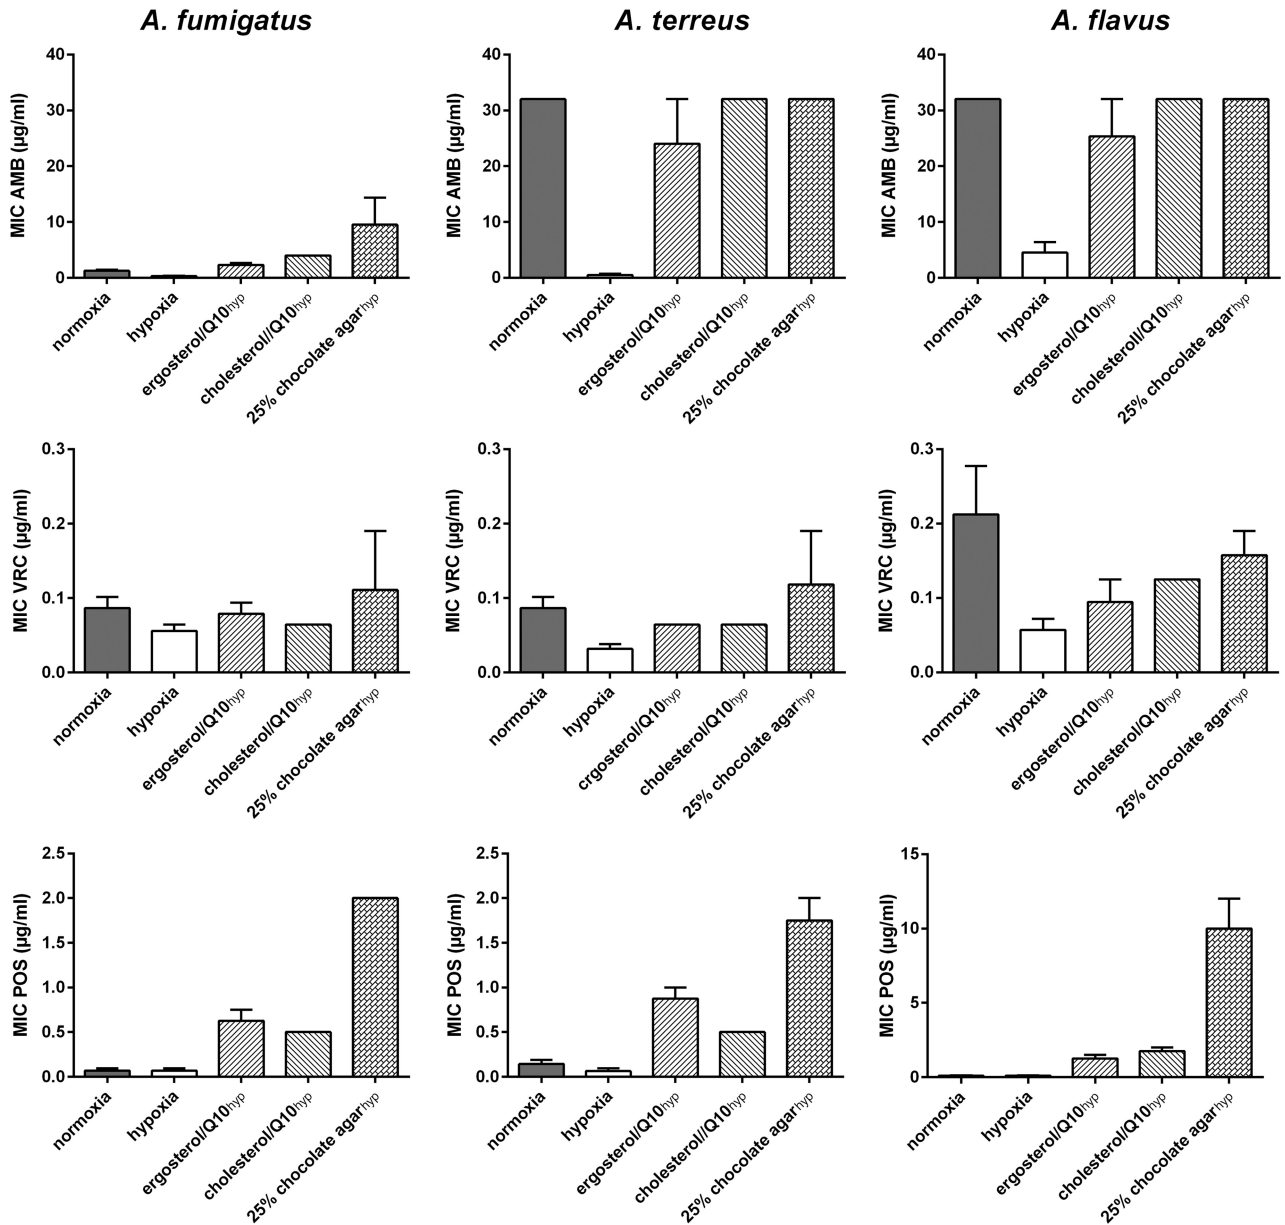 A. fumigatus
A. terreus
A. flavus
MIC AMB (µg/ml)
40
30
20
10
0
normoxia
hypoxia
ergosterol/Q10hyp
cholesterol/Q10hyp
25% chocolate agarhyp
MIC AMB (µg/ml)
40
30
20
10
0
normoxia
hypoxia
ergosterol/Q10hyp
cholesterol/Q10hyp
25% chocolate agarhyp
MIC AMB (µg/ml)
40
30
20
10
0
normoxia
hypoxia
ergosterol/Q10hyp
cholesteroll/Q10hyp
25% chocolate agarhyp
MIC VRC (µg/ml)
0.3
0.2
0.1
0.0
normoxia
hypoxia
ergosterol/Q10hyp
cholesterol/Q10hyp
25% chocolate agarhyp
MIC VRC (µg/ml)
0.3
0.2
0.1
0.0
normoxia
hypoxia
crgosterol/Q10hyp
cholesterol/Q10hyp
25% chocolate agarhyp
MIC VRC (µg/ml)
0.3
0.2
0.1
0.0
normoxia
hypoxia
ergosterol/Q10hyp
cholesterol/Q10hyp
25% chocolate agarhyp
MIC POS (µg/ml)
2.5
2.0
1.5
1.0
0.5
0.0
normoxia
hypoxia
ergosterol/Q10hyp
cholesterol/Q10hyp
25% chocolate agarhyp
MIC POS (µg/ml)
2.5
2.0
1.5
1.0
0.5
0.0
normoxia
hypoxia
ergosterol/Q10hyp
cholesterol//Q10hyp
25% chocolate agarhyp
MIC POS (µg/ml)
15
10
5
0
normoxia
hypoxia
ergosterol/Q10hyp
cholesterol/Q10hyp
25% chocolate agarhyp